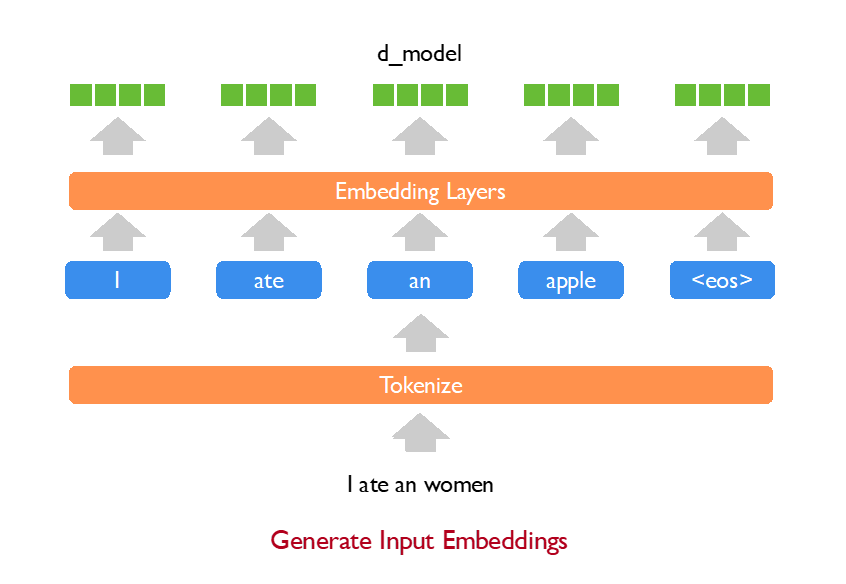 d_model
Embedding Layers
I ate an apple <eos>
Tokenize
I ate an women
Generate Input Embeddings